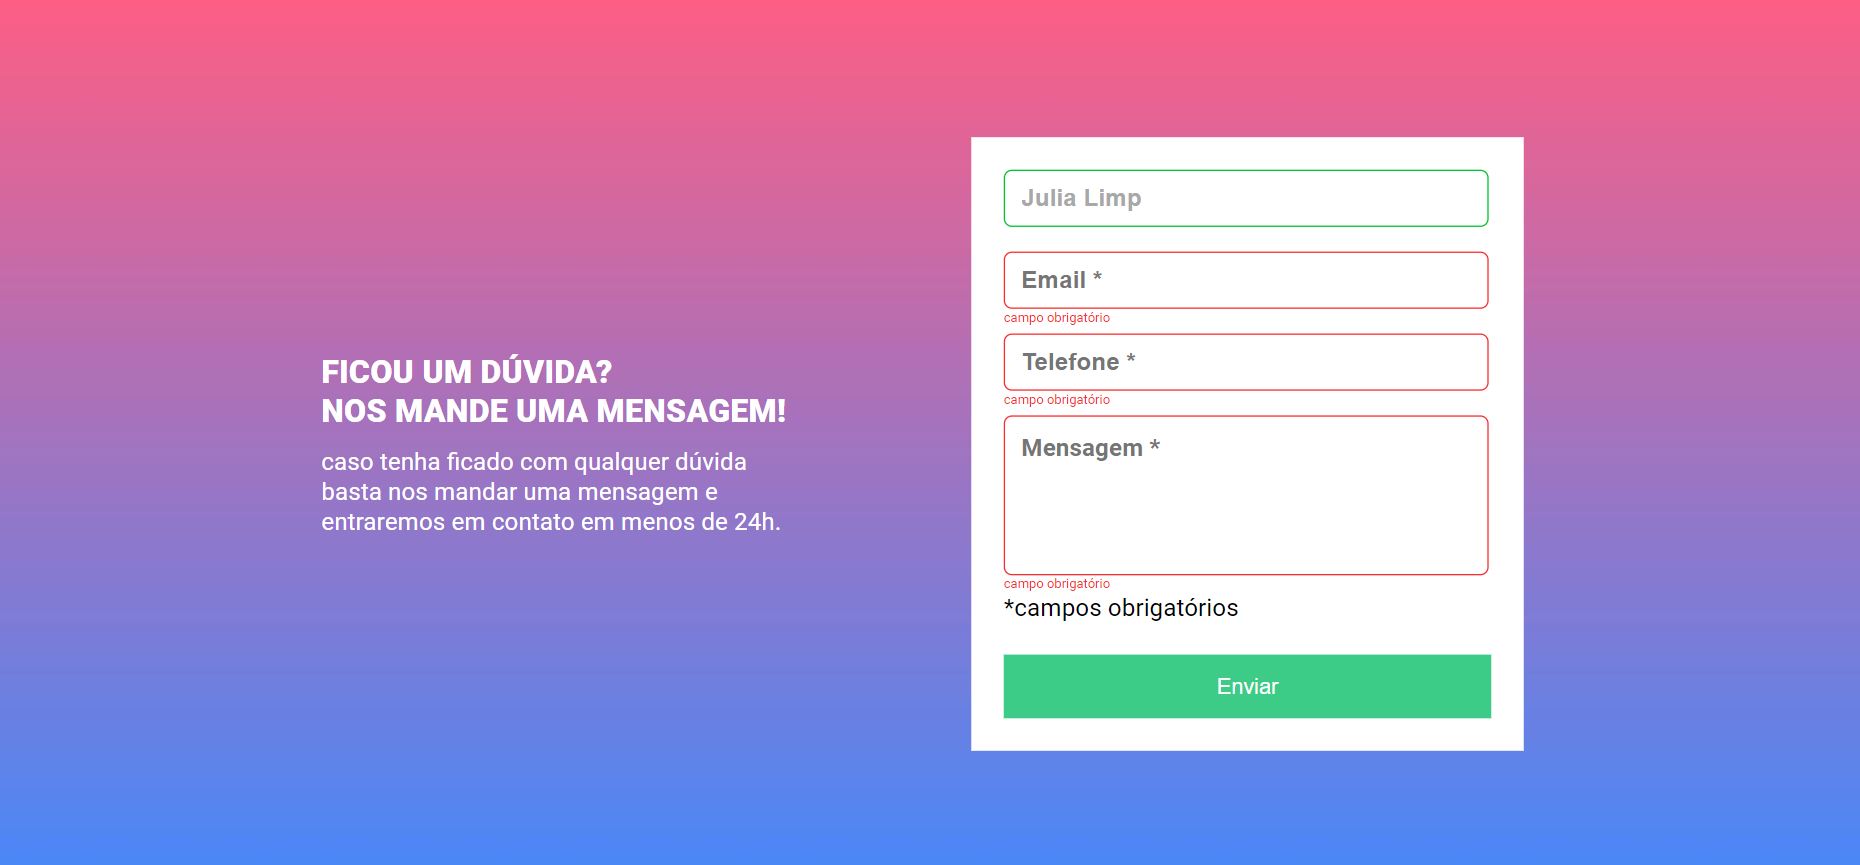 FICOU UM DÚVIDA?
NOS MANDE UMA MENSAGEM!
caso tenha ficado com qualquer dúvida
basta nos mandar uma mensagem e
entraremos em contato em menos de 24h.
Julia Limp
Email *
campo obrigatório
Telefone *
campo obrigatório
Mensagem *
campo obrigatório
*campos obrigatórios
Enviar